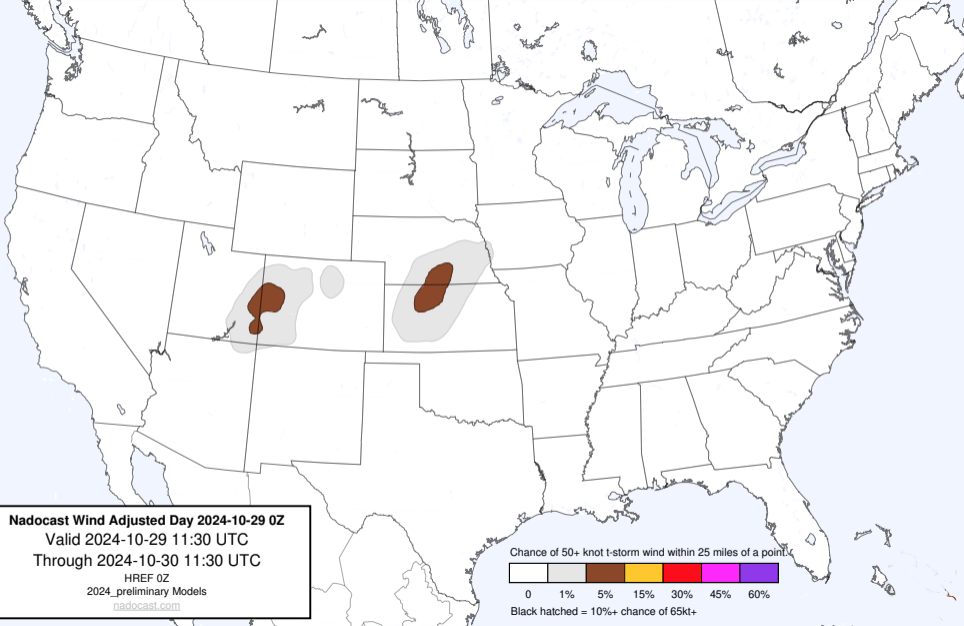 Nadocast Wind Adjusted Day 2024-10-29 0Z
Valid 2024-10-29 11:30 UTC
Through 2024-10-30 11:30 UTC
HREF 0Z
2024_preliminary Models
nadocast.com
Chance of 50+ knot t-storm wind within 25 miles of a point.
0 1% 5% 15% 30% 45% 60%
Black hatched = 10%+ chance of 65kt+